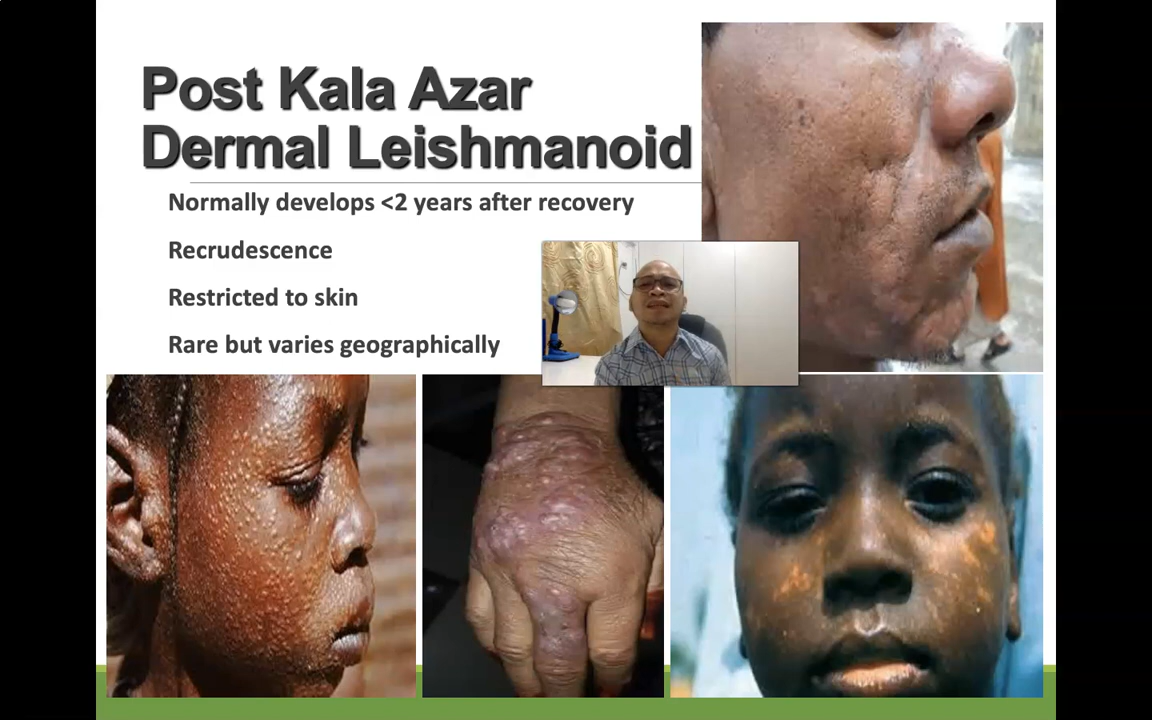 Post Kala Azar
Dermal Leishmanoid
Normally develops <2 years after recovery
Recrudescence
Restricted to skin
Rare but varies geographically